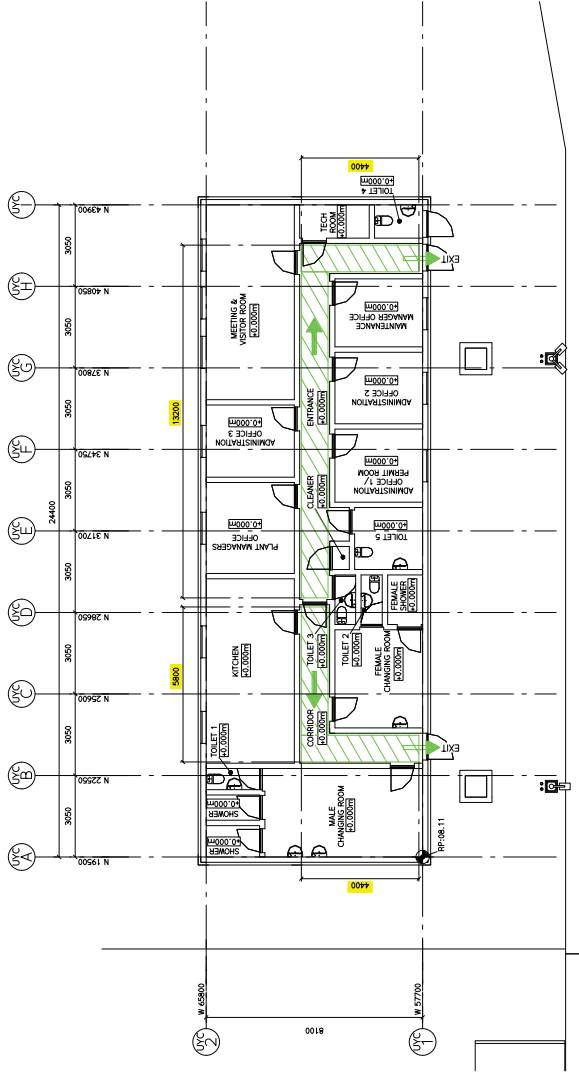 UYC
A
UYC
B
UYC
C
UYC
D
UYC
E
UYC
F
UYC
G
UYC
H
UYC
24400
3050
3050
3050
3050
3050
3050
3050
3050
N 19500
N 22550
N 25600
N 28650
N 31700
N 34750
N 37800
N 40850
N 43900
5800
13200
4400
4400
8100
UYC
2
W 65800
UYC
1
W 57700
SHOWER
+0.000m
SHOWER
+0.000m
TOILET 1
+0.000m
KITCHEN
+0.000m
PLANT MANAGERS
OFFICE
+0.000m
ADMINISTRATION
OFFICE 3
+0.000m
MEETING &
VISITOR ROOM
+0.000m
TECH
ROOM
+0.000m
TOILET 4
+0.000m
MALE
CHANGING ROOM
+0.000m
CORRIDOR
+0.000m
TOILET 3
+0.000m
CLEANER
+0.000m
ENTRANCE
+0.000m
TOILET 2
+0.000m
FEMALE
CHANGING ROOM
+0.000m
FEMALE
SHOWER
+0.000m
TOILET 5
+0.000m
ADMINISTRATION
OFFICE 1/
PERMIT ROOM
+0.000m
ADMINISTRATION
OFFICE 2
+0.000m
MAINTENANCE
MANAGER OFFICE
+0.000m
EXIT
EXIT
RP:08.11